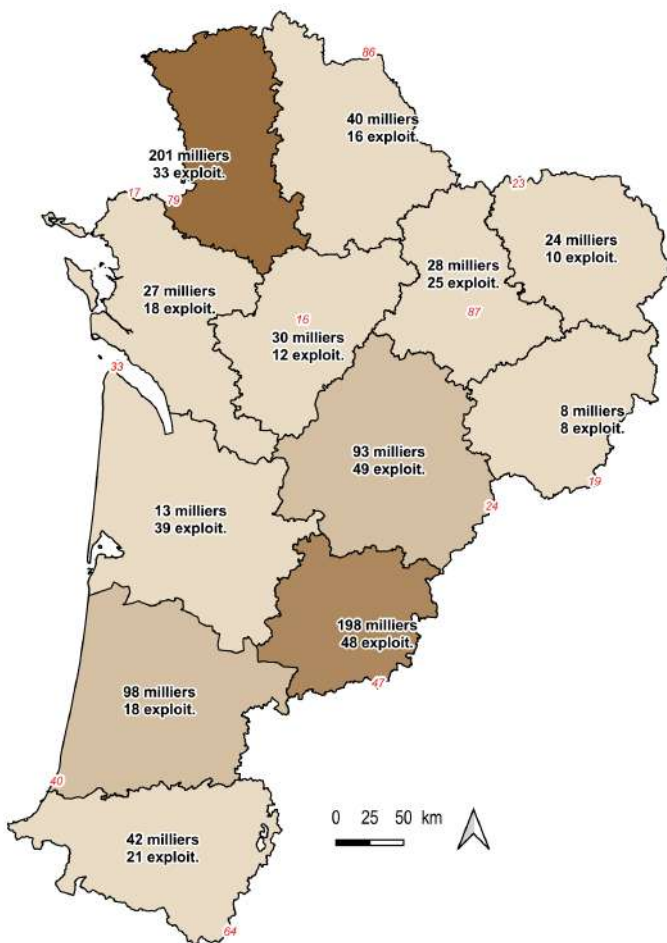 86
40 milliers
16 exploit.
201 milliers
33 exploit.
17
79
23
24 milliers
10 exploit.
28 milliers
25 exploit.
87
27 milliers
18 exploit.
16
30 milliers
12 exploit.
33
8 milliers
8 exploit.
19
93 milliers
49 exploit.
24
13 milliers
39 exploit.
198 milliers
48 exploit.
47
98 milliers
18 exploit.
40
0 25 50 km
42 milliers
21 exploit.
64